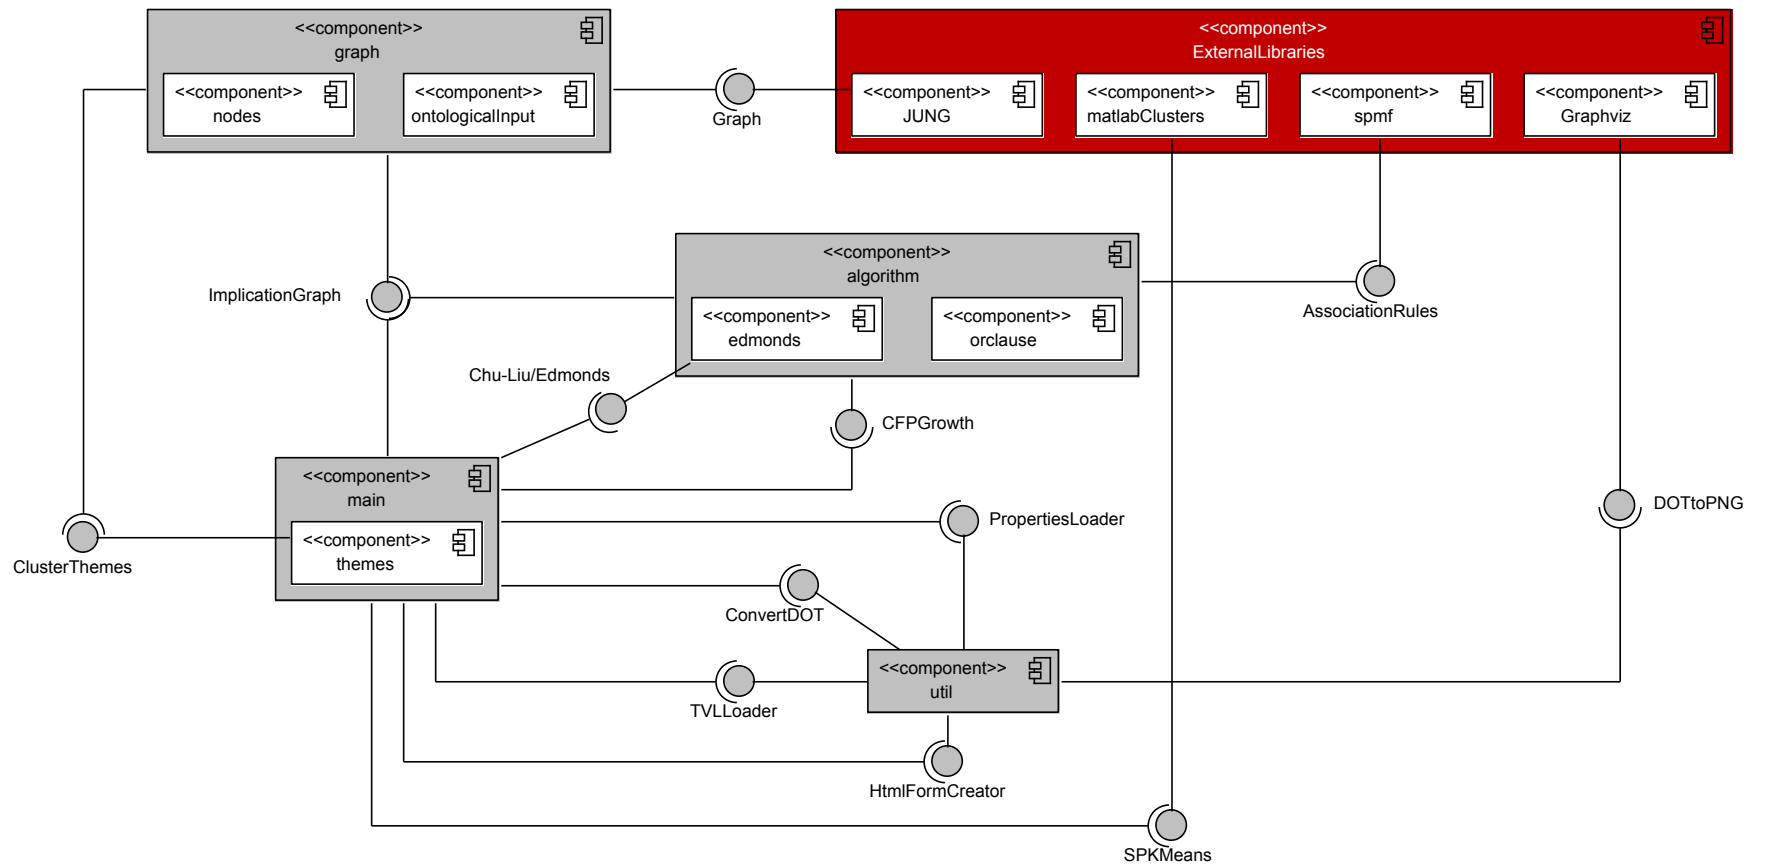 <<component>>
graph
<<component>>
nodes
<<component>>
ontologicalInput
Graph
<<component>>
ExternalLibraries
<<component>>
JUNG
<<component>>
matlabClusters
<<component>>
spmf
<<component>>
Graphviz
ImplicationGraph
<<component>>
algorithm
<<component>>
edmonds
<<component>>
orclause
AssociationRules
Chu-Liu/Edmonds
CFPGrowth
<<component>>
main
<<component>>
themes
ClusterThemes
PropertiesLoader
DOTtoPNG
ConvertDOT
<<component>>
util
TVLLoader
HtmlFormCreator
SPKMeans